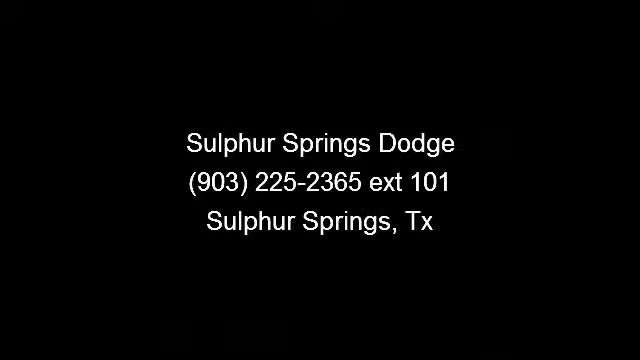 Sulphur Springs Dodge
(903) 225-2365 ext 101
Sulphur Springs, Tx